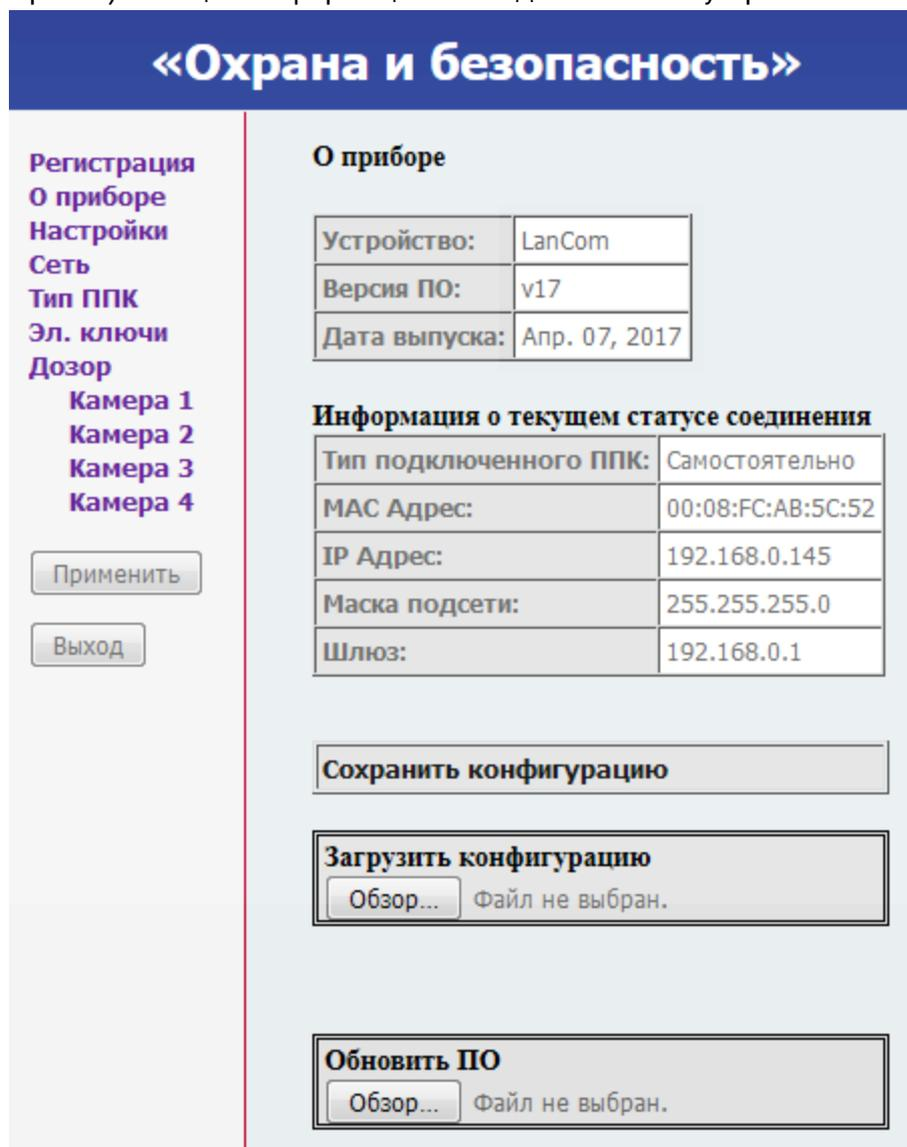 «Охрана и безопасность»
Регистрация
О приборе
Настройки
Сеть
Тип ППК
Эл. ключи
Дозор
Камера 1
Камера 2
Камера 3
Камера 4
Применить
Выход
О приборе
Устройство: LanCom
Версия ПО: v17
Дата выпуска: Апр. 07, 2017
Информация о текущем статусе соединения
Тип подключенного ППК: Самостоятельно
MAC Адрес: 00:08:FC:AB:5C:52
IP Адрес: 192.168.0.145
Маска подсети: 255.255.255.0
Шлюз: 192.168.0.1
Сохранить конфигурацию
Загрузить конфигурацию
Обзор... Файл не выбран.
Обновить ПО
Обзор... Файл не выбран.